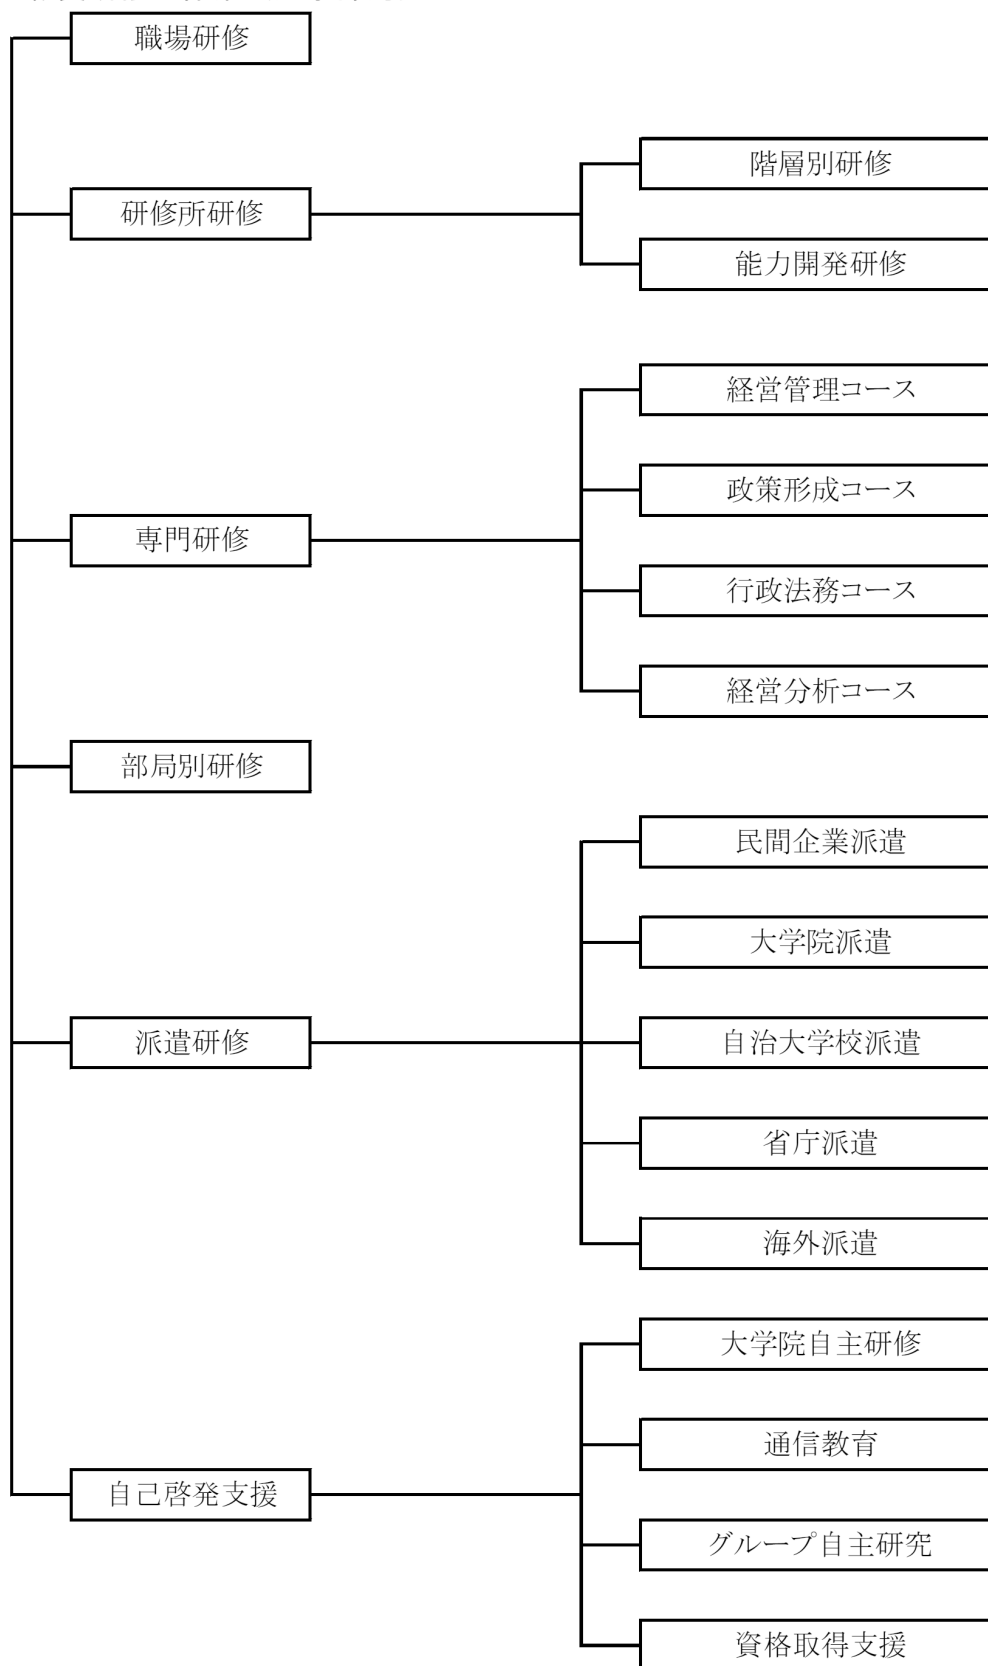 職場研修
研修所研修
階層別研修
能力開発研修
専門研修
経営管理コース
政策形成コース
行政法務コース
経営分析コース
部局別研修
派遣研修
民間企業派遣
大学院派遣
自治大学校派遣
省庁派遣
海外派遣
自己啓発支援
大学院自主研修
通信教育
グループ自主研究
資格取得支援